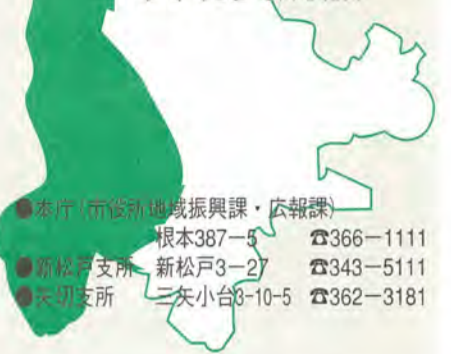 ●本庁(市役所地域振興課・広報課)
根本387−5 ☎366−1111
●新松戸支所 新松戸3−27 ☎343−5111
●矢切支所 三矢小台3-10-5 ☎362−3181